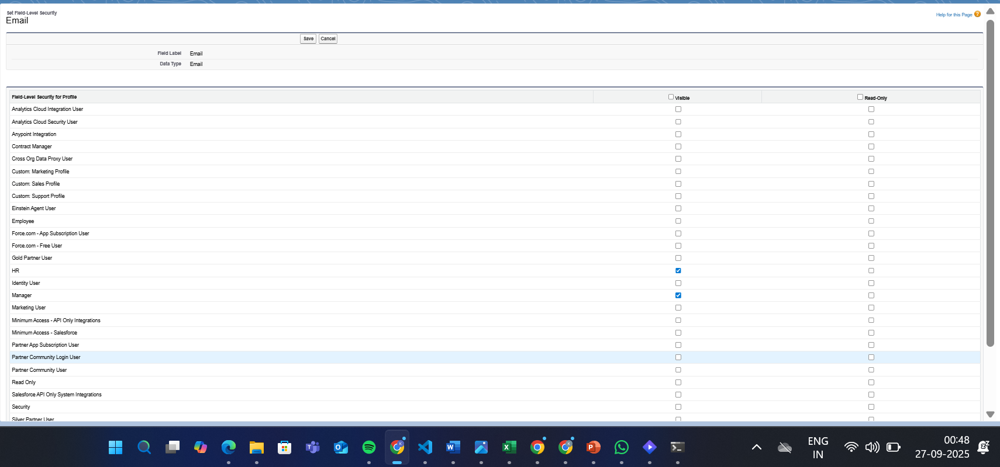 Set Field-Level Security
Email
Help for this Page ?
Save Cancel
Field Label Email
Data Type Email
Field-Level Security for Profile Visible Read-Only
Analytics Cloud Integration User
Analytics Cloud Security User
Anypoint Integration
Contract Manager
Cross Org Data Proxy User
Custom: Marketing Profile
Custom: Sales Profile
Custom: Support Profile
Einstein Agent User
Employee
Force.com - App Subscription User
Force.com - Free User
Gold Partner User
HR
Identity User
Manager
Marketing User
Minimum Access - API Only Integrations
Minimum Access - Salesforce
Partner App Subscription User
Partner Community Login User
Partner Community User
Read Only
Salesforce API Only System Integrations
Security
Silver Partner User
ENG
IN
00:48
27-09-2025